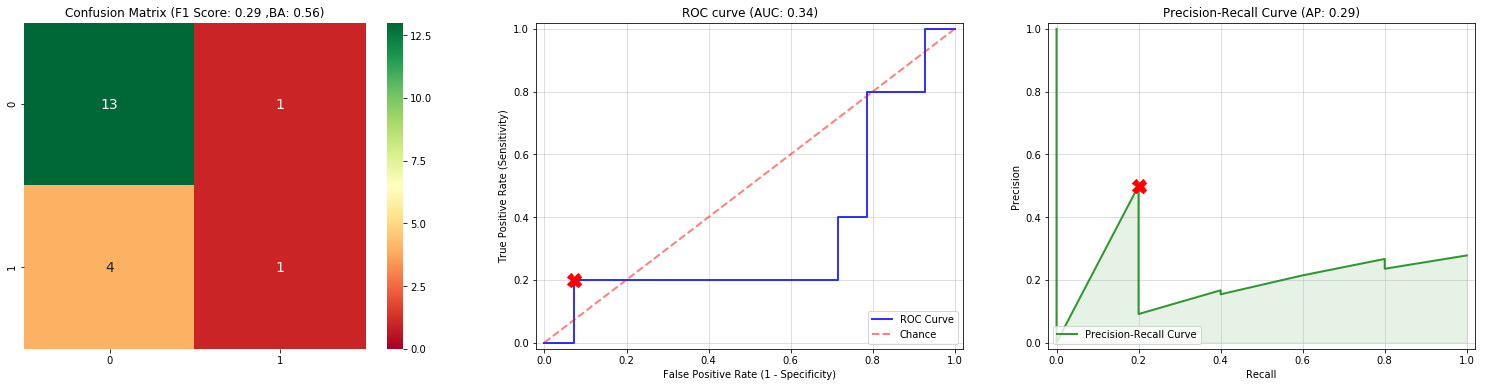 Confusion Matrix (F1 Score: 0.29 ,BA: 0.56)
0
1
13
1
4
1
0
1
12.5
10.0
7.5
5.0
2.5
0.0
ROC curve (AUC: 0.34)
True Positive Rate (Sensitivity)
1.0
0.8
0.6
0.4
0.2
0.0
ROC Curve
Chance
0.0 0.2 0.4 0.6 0.8 1.0
False Positive Rate (1 - Specificity)
Precision-Recall Curve (AP: 0.29)
Precision
1.0
0.8
0.6
0.4
0.2
0.0
Precision-Recall Curve
0.0 0.2 0.4 0.6 0.8 1.0
Recall